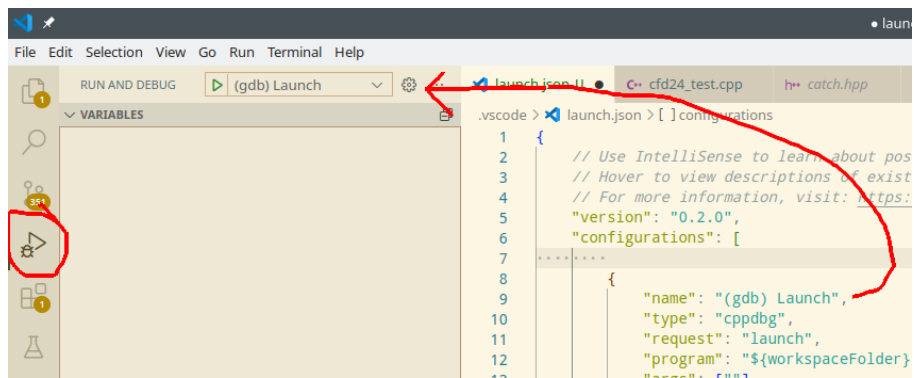 ● laun
File Edit Selection View Go Run Terminal Help
RUN AND DEBUG (gdb) Launch launch.json U ● cfd24_test.cpp h++ catch.hpp
VARIABLES .vscode > launch.json > [ ] configurations
1 {
2 // Use IntelliSense to learn about pos
3 // Hover to view descriptions of exist
4 // For more information, visit: https:
5 "version": "0.2.0",
6 "configurations": [
7
8 {
9 "name": "(gdb) Launch",
10 "type": "cppdbg",
11 "request": "launch",
12 "program": "${workspaceFolder}
"args": [""]
1
351
1